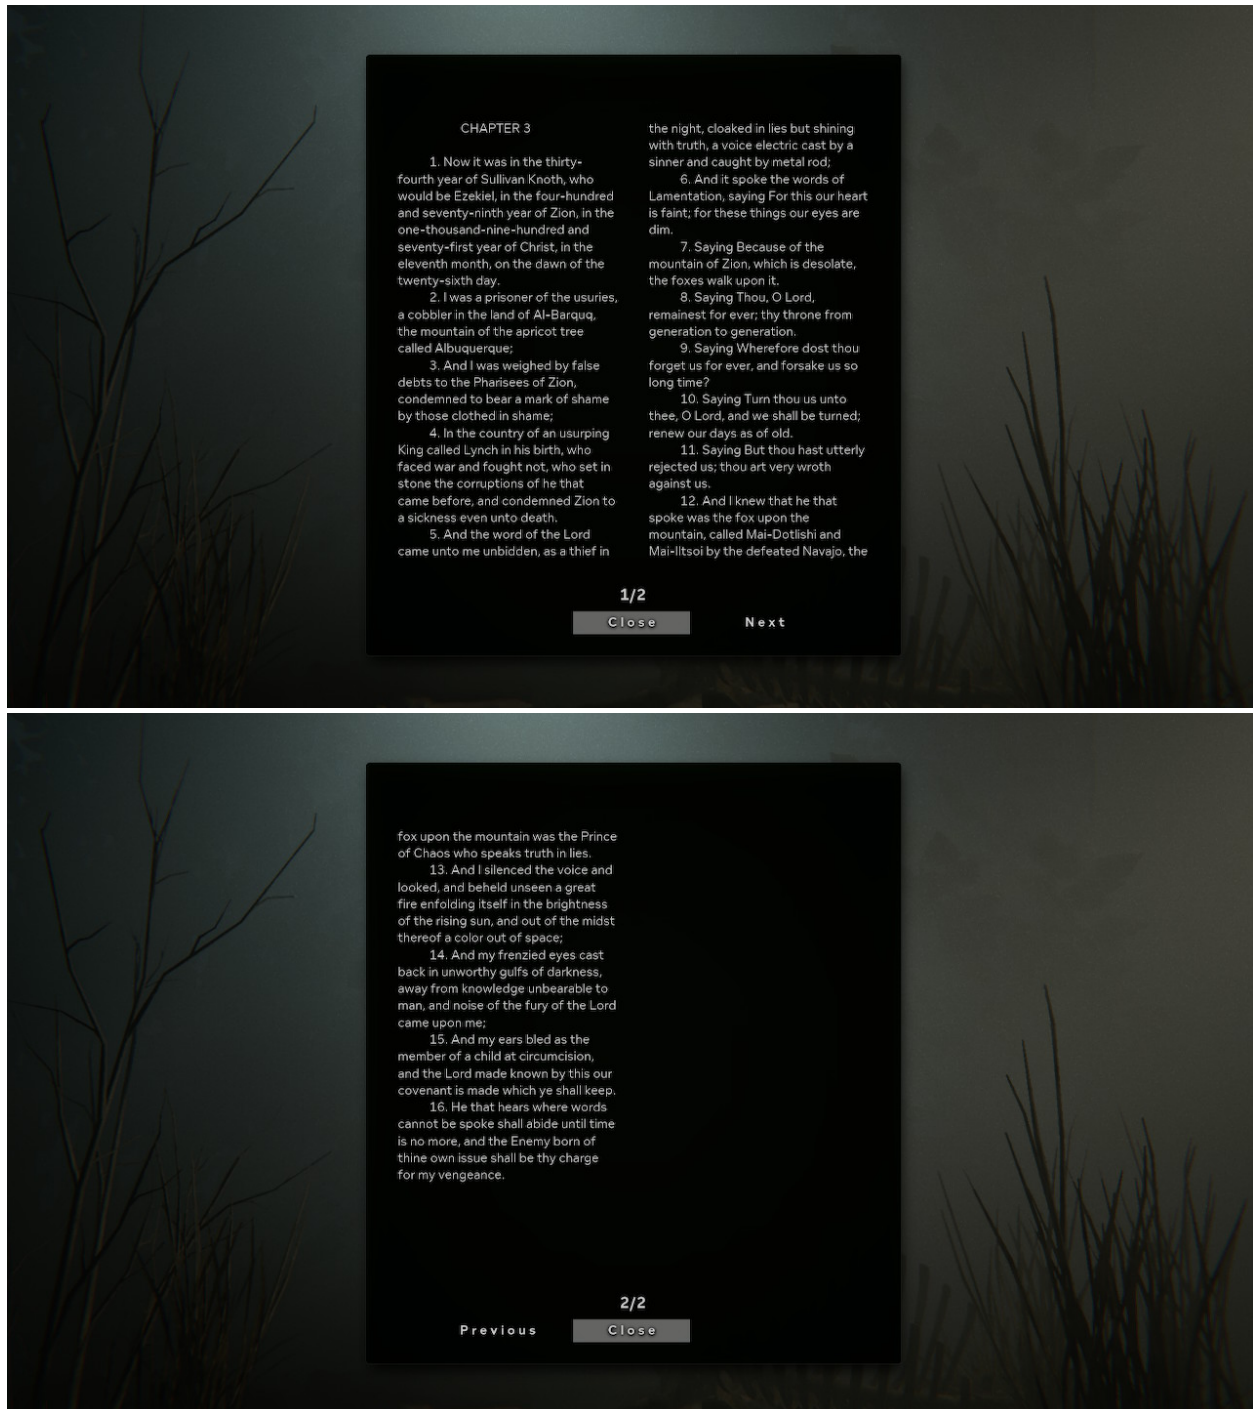 CHAPTER 3
1. Now it was in the thirty-
fourth year of Sullivan Knoth, who
would be Ezekiel, in the four-hundred
and seventy-ninth year of Zion, in the
one-thousand-nine-hundred and
seventy-first year of Christ, in the
eleventh month, on the dawn of the
twenty-sixth day.
2. I was a prisoner of the usuries,
a cobbler in the land of Al-Barquq,
the mountain of the apricot tree
called Albuquerque;
3. And I was weighed by false
debts to the Pharisees of Zion,
condemned to bear a mark of shame
by those clothed in shame;
4. In the country of an usurping
King called Lynch in his birth, who
faced war and fought not, who set in
stone the corruptions of he that
came before, and condemned Zion to
a sickness even unto death.
5. And the word of the Lord
came unto me unbidden, as a thief in
the night, cloaked in lies but shining
with truth, a voice electric cast by a
sinner and caught by metal rod;
6. And it spoke the words of
Lamentation, saying For this our heart
is faint; for these things our eyes are
dim.
7. Saying Because of the
mountain of Zion, which is desolate,
the foxes walk upon it.
8. Saying Thou, O Lord,
remainest for ever; thy throne from
generation to generation.
9. Saying Wherefore dost thou
forget us for ever, and forsake us so
long time?
10. Saying Turn thou us unto
thee, O Lord, and we shall be turned;
renew our days as of old.
11. Saying But thou hast utterly
rejected us; thou art very wroth
against us.
12. And I knew that he that
spoke was the fox upon the
mountain, called Mai-Dotlishi and
Mai-Iltsoi by the defeated Navajo, the
1/2
Close Next
fox upon the mountain was the Prince
of Chaos who speaks truth in lies.
13. And I silenced the voice and
looked, and beheld unseen a great
fire enfolding itself in the brightness
of the rising sun, and out of the midst
thereof a color out of space;
14. And my frenzied eyes cast
back in unworthy gulfs of darkness,
away from knowledge unbearable to
man, and noise of the fury of the Lord
came upon me;
15. And my ears bled as the
member of a child at circumcision,
and the Lord made known by this our
covenant is made which ye shall keep.
16. He that hears where words
cannot be spoke shall abide until time
is no more, and the Enemy born of
thine own issue shall be thy charge
for my vengeance.
2/2
Previous Close